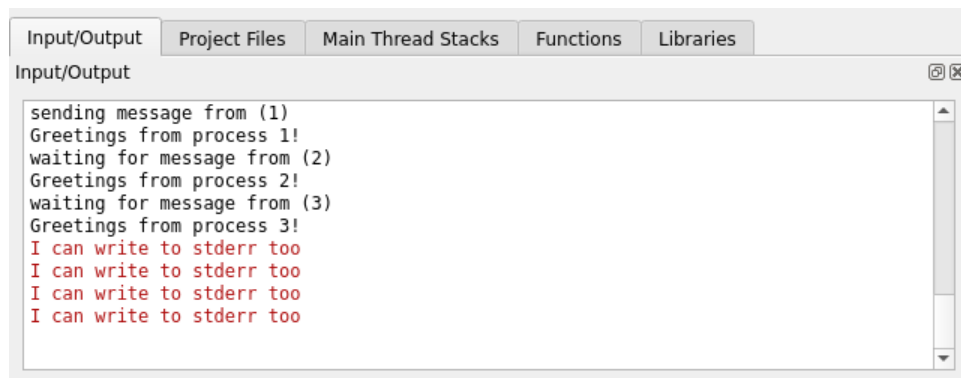 Input/Output Project Files Main Thread Stacks Functions Libraries
Input/Output
sending message from (1)
Greetings from process 1!
waiting for message from (2)
Greetings from process 2!
waiting for message from (3)
Greetings from process 3!
I can write to stderr too
I can write to stderr too
I can write to stderr too
I can write to stderr too